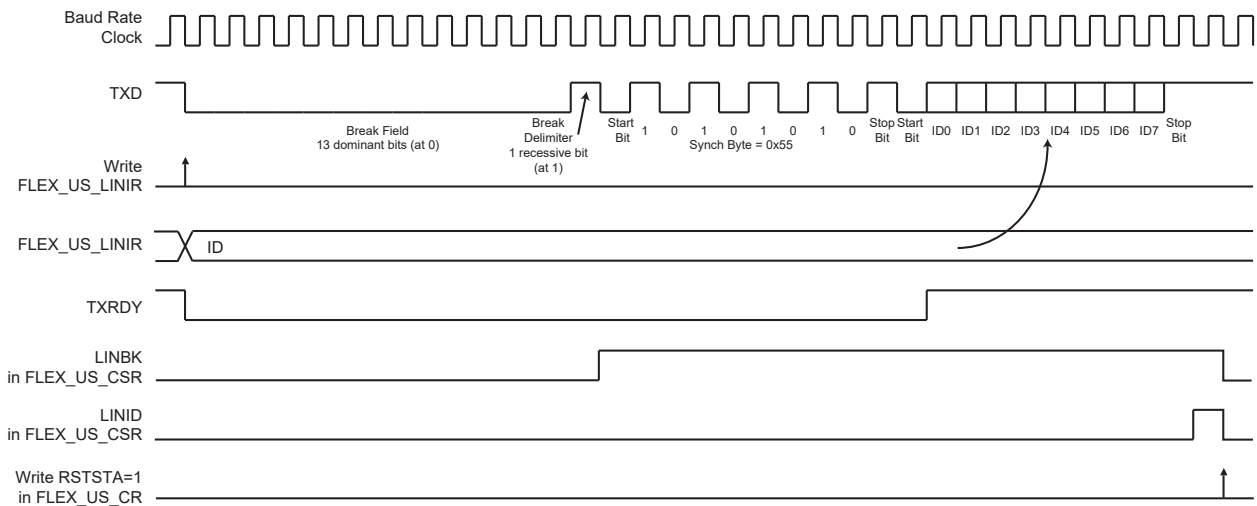 Baud Rate
Clock
TXD
Break Field
13 dominant bits (at 0)
Break
Delimiter
1 recessive bit
(at 1)
Start
Bit
1 0 1 0 1 0 1 0
Synch Byte = 0x55
Stop
Bit
Start
Bit
ID0 ID1 ID2 ID3 ID4 ID5 ID6 ID7
Stop
Bit
Write
FLEX_US_LINIR
FLEX_US_LINIR
ID
TXRDY
LINBK
in FLEX_US_CSR
LINID
in FLEX_US_CSR
Write RSTSTA=1
in FLEX_US_CR